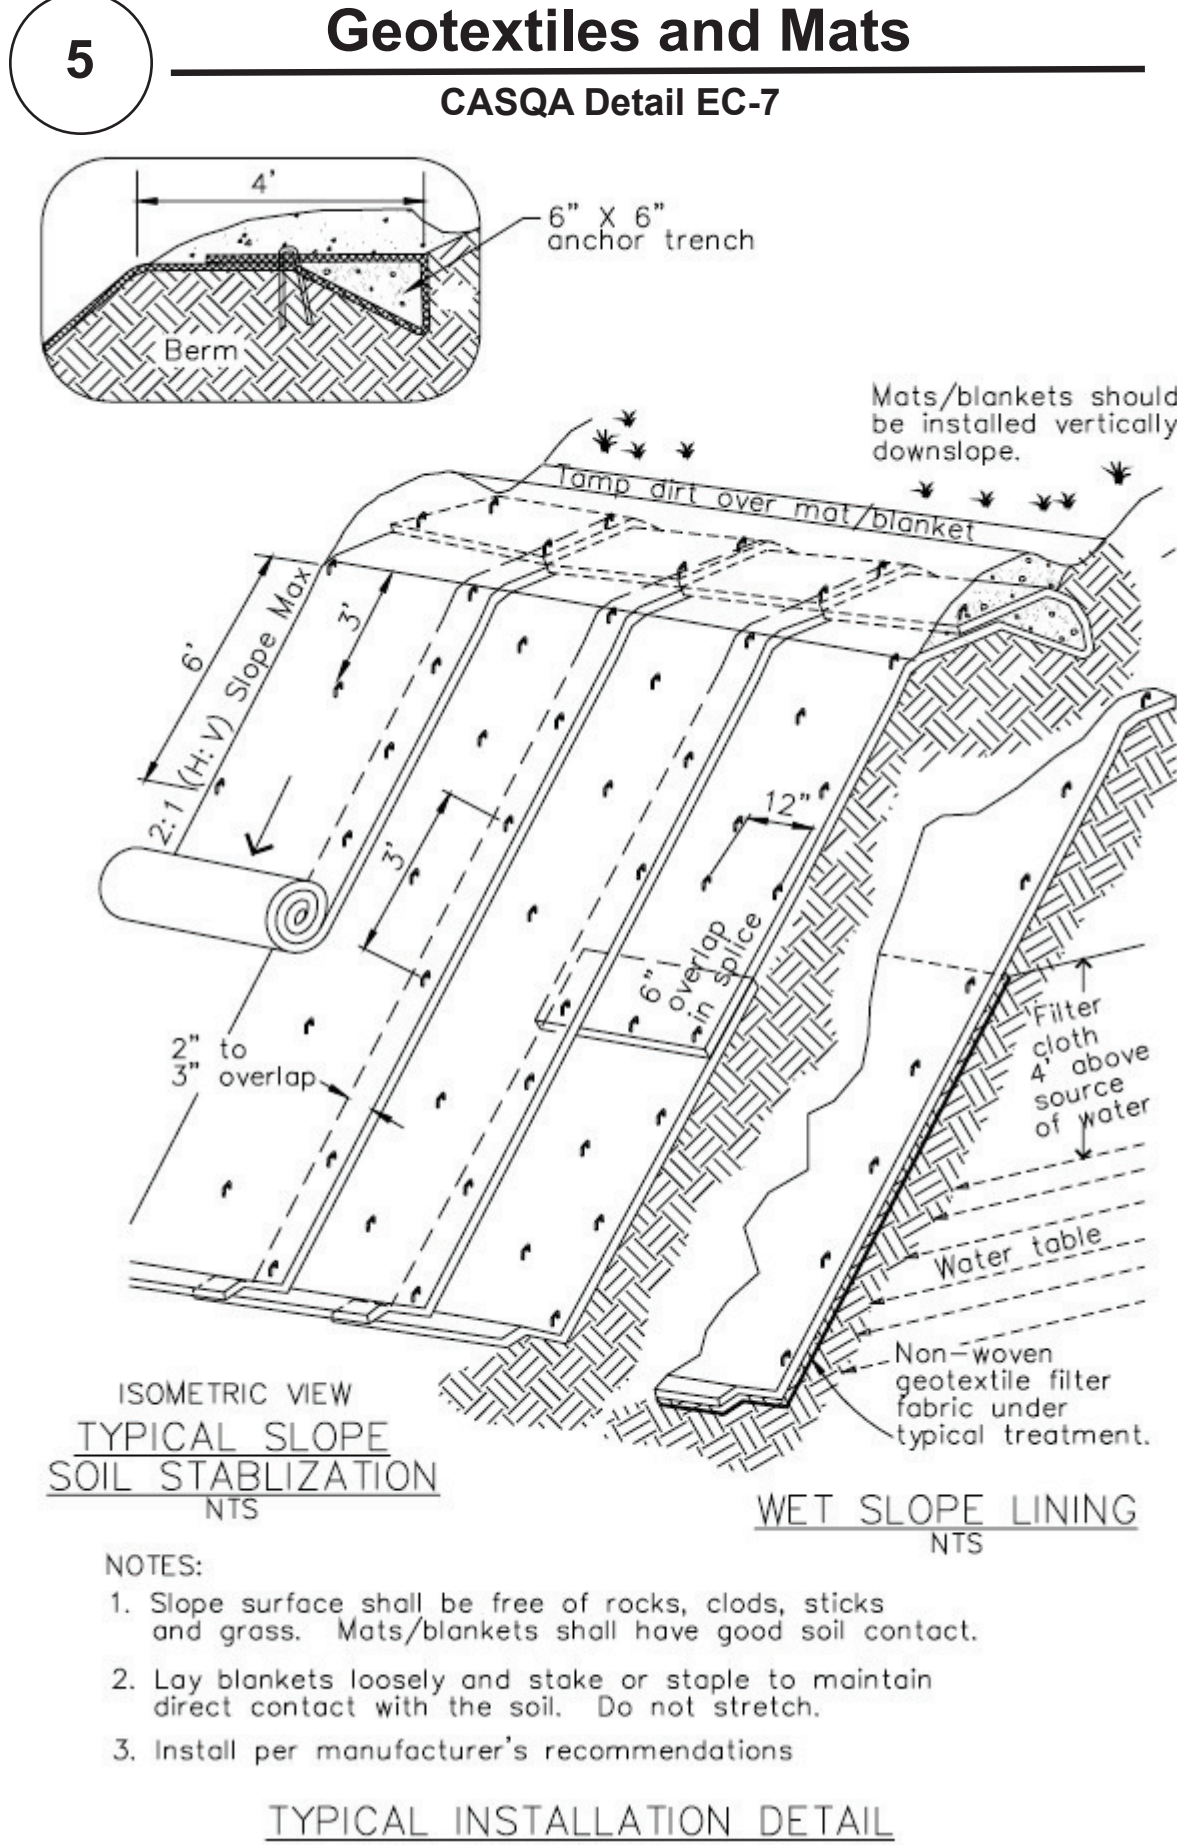 5
Geotextiles and Mats
CASQA Detail EC-7
4'
6” X 6”
anchor trench
Berm
Mats/blankets should
be installed vertically
downslope.
Tamp dirt over mat/blanket
6'
3'
2:1 (H:V) Slope Max
3'
12”
6”
overlap
in splice
2” to
3” overlap
Filter
cloth
4' above
source
of water
Water table
Non-woven
geotextile filter
fabric under
typical treatment.
ISOMETRIC VIEW
TYPICAL SLOPE
SOIL STABLIZATION
NTS
WET SLOPE LINING
NTS
NOTES:
1. Slope surface shall be free of rocks, clods, sticks
and grass. Mats/blankets shall have good soil contact.
2. Lay blankets loosely and stake or staple to maintain
direct contact with the soil. Do not stretch.
3. Install per manufacturer's recommendations
TYPICAL INSTALLATION DETAIL